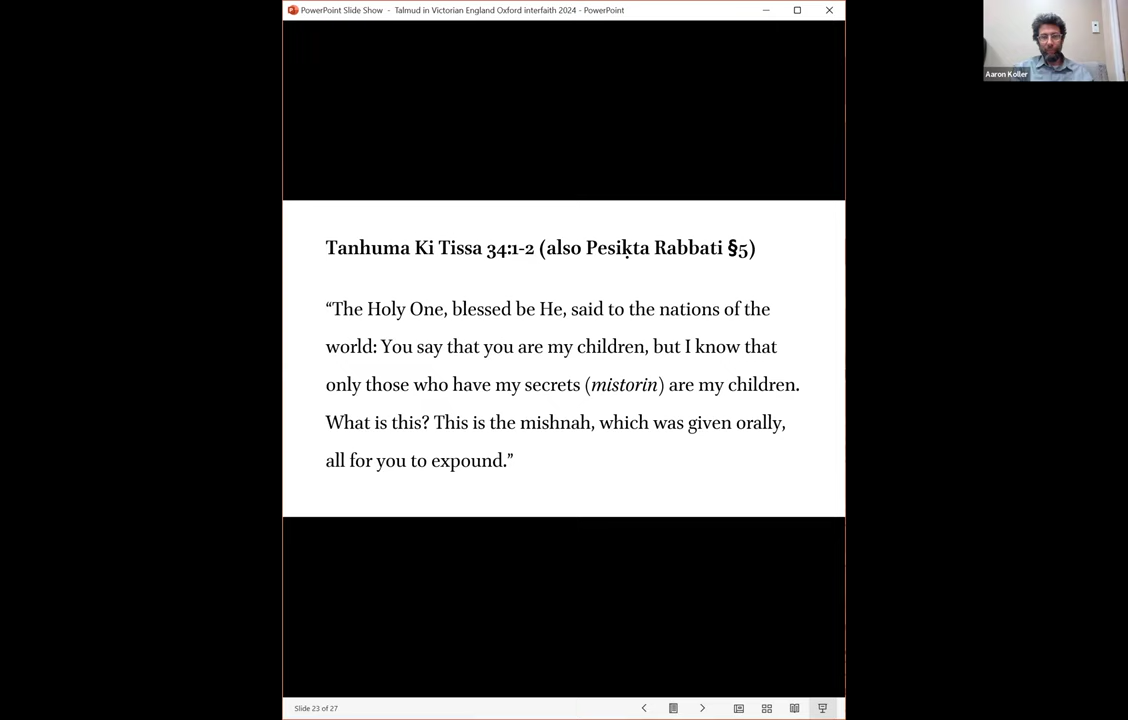 PowerPoint Slide Show - Talmud in Victorian England Oxford interfaith 2024 - PowerPoint
Aaron Koller
Tanhuma Ki Tissa 34:1-2 (also Pesiḳta Rabbati §5)
“The Holy One, blessed be He, said to the nations of the
world: You say that you are my children, but I know that
only those who have my secrets (mistorin) are my children.
What is this? This is the mishnah, which was given orally,
all for you to expound.”
Slide 23 of 27